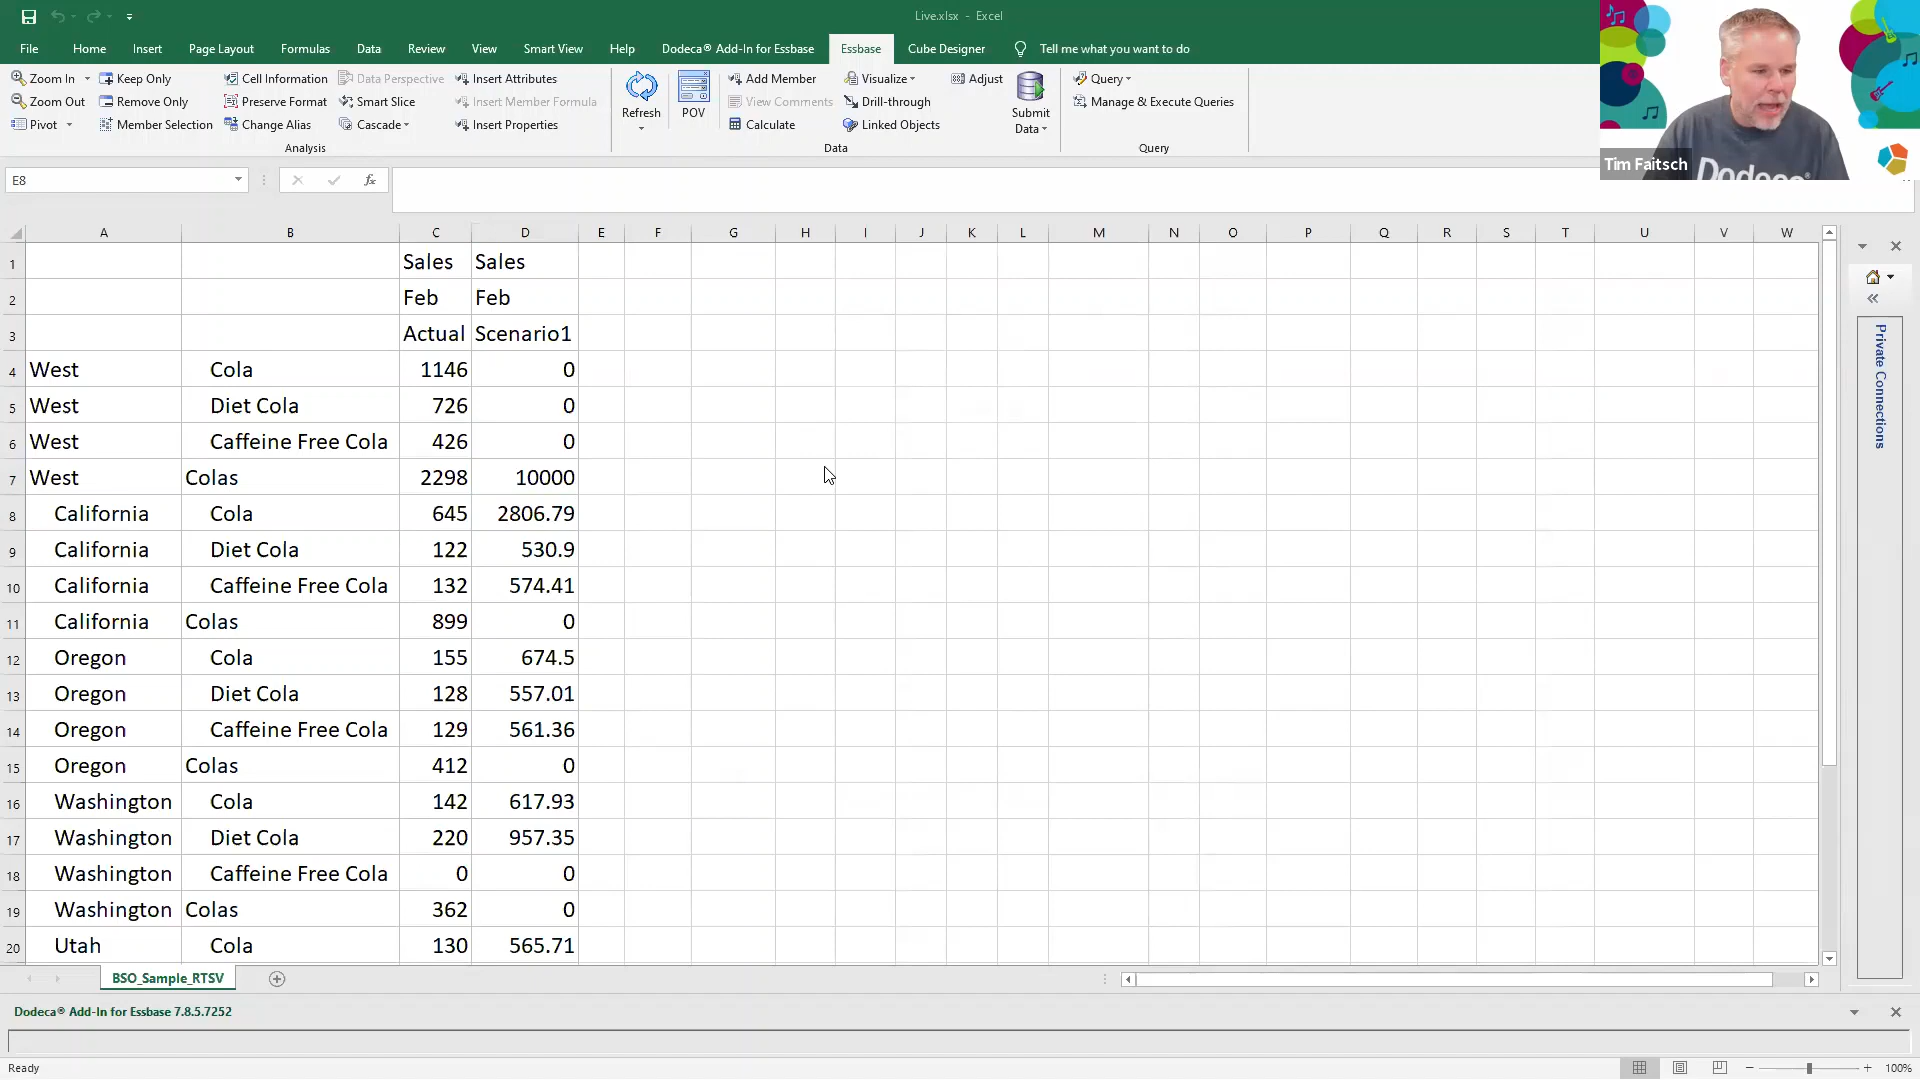 Live.xlsx - Excel
File Home Insert Page Layout Formulas Data Review View Smart View Help Dodeca® Add-In for Essbase Essbase Cube Designer Tell me what you want to do
Zoom In Keep Only Cell Information Data Perspective Insert Attributes Add Member Visualize Adjust Query
Zoom Out Remove Only Preserve Format Smart Slice Insert Member Formula View Comments Drill-through Manage & Execute Queries
Pivot Member Selection Change Alias Cascade Insert Properties Calculate Linked Objects
Refresh POV Submit Data
Analysis Data Query
Tim Faitsch
Dodeca®
E8 fx
A B C D E F G H I J K L M N O P Q R S T U V W
1 Sales Sales
2 Feb Feb
3 Actual Scenario1
4 West Cola 1146 0
5 West Diet Cola 726 0
6 West Caffeine Free Cola 426 0
7 West Colas 2298 10000
8 California Cola 645 2806.79
9 California Diet Cola 122 530.9
10 California Caffeine Free Cola 132 574.41
11 California Colas 899 0
12 Oregon Cola 155 674.5
13 Oregon Diet Cola 128 557.01
14 Oregon Caffeine Free Cola 129 561.36
15 Oregon Colas 412 0
16 Washington Cola 142 617.93
17 Washington Diet Cola 220 957.35
18 Washington Caffeine Free Cola 0 0
19 Washington Colas 362 0
20 Utah Cola 130 565.71
Private Connections
BSO_Sample_RTSV
Dodeca® Add-In for Essbase 7.8.5.7252
Ready 100%